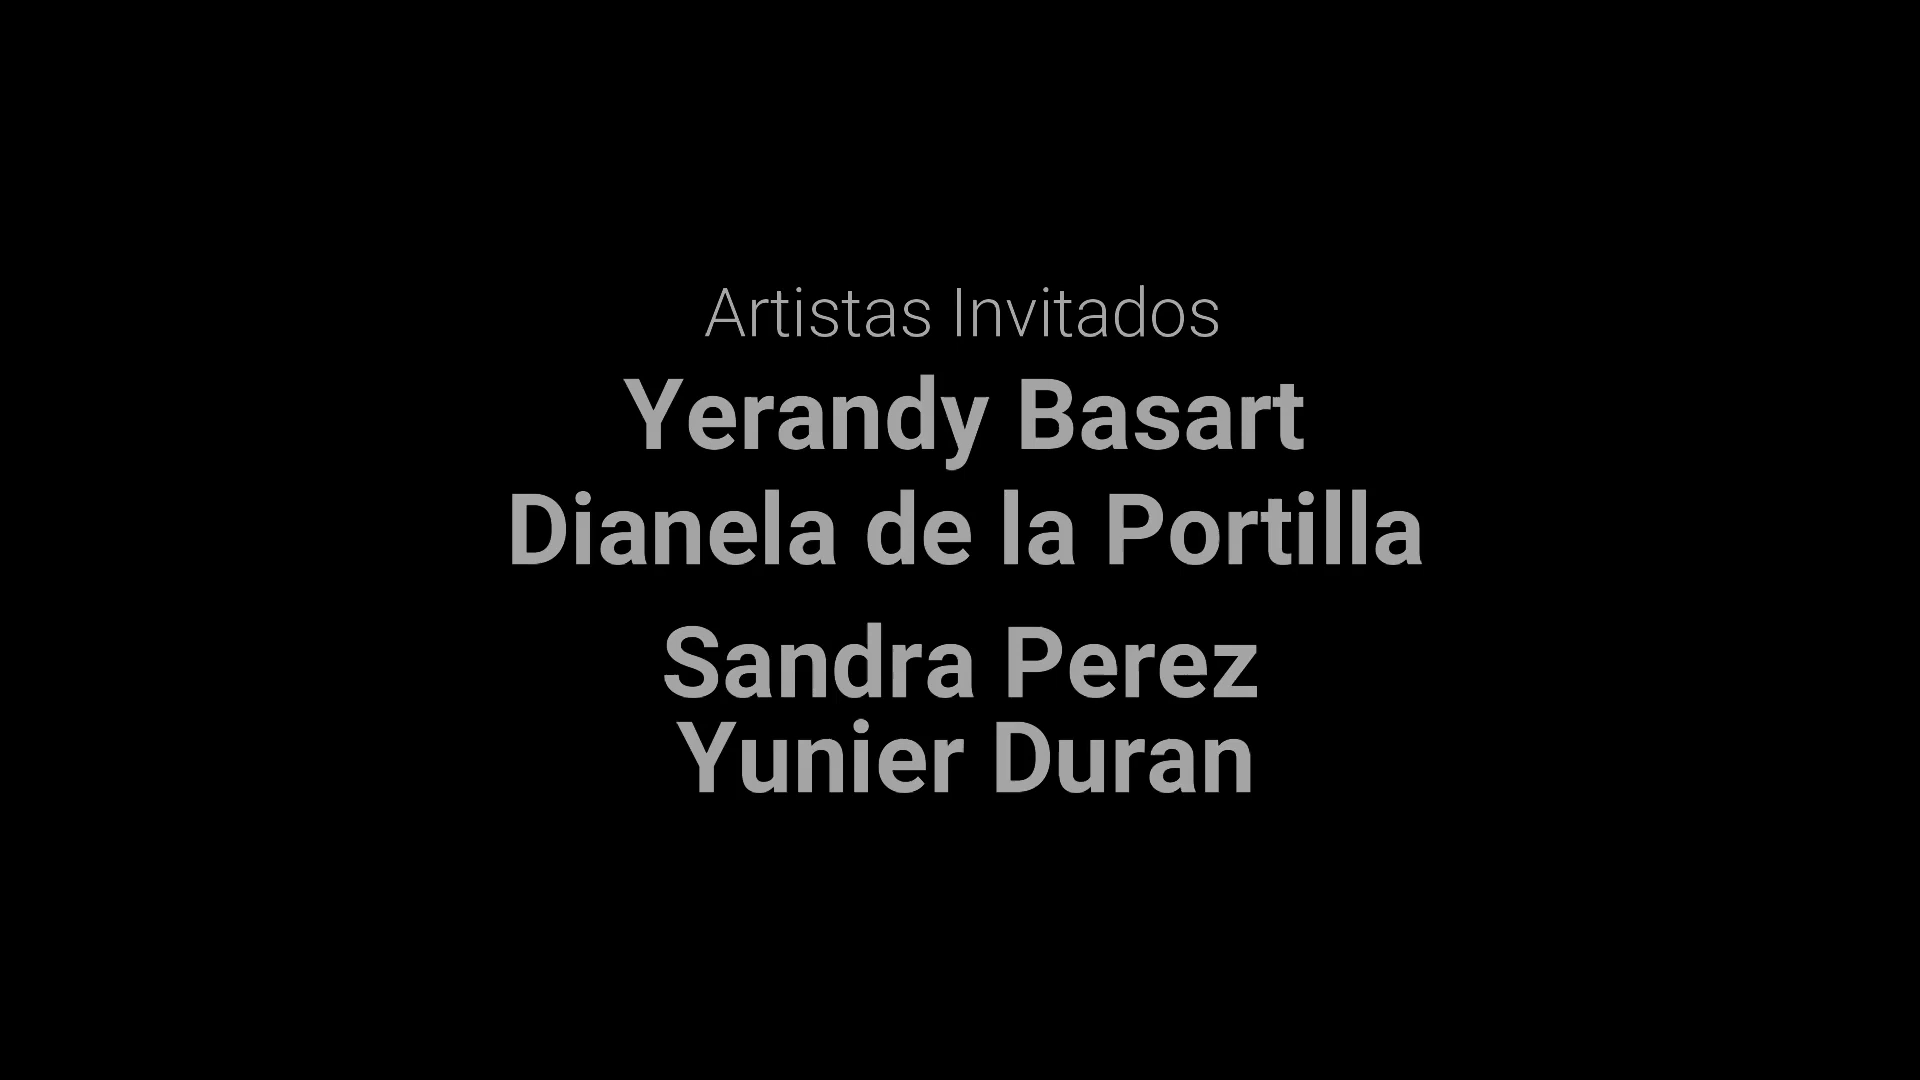 Artistas Invitados
Yerandy Basart
Dianela de la Portilla
Sandra Perez
Yunier Duran